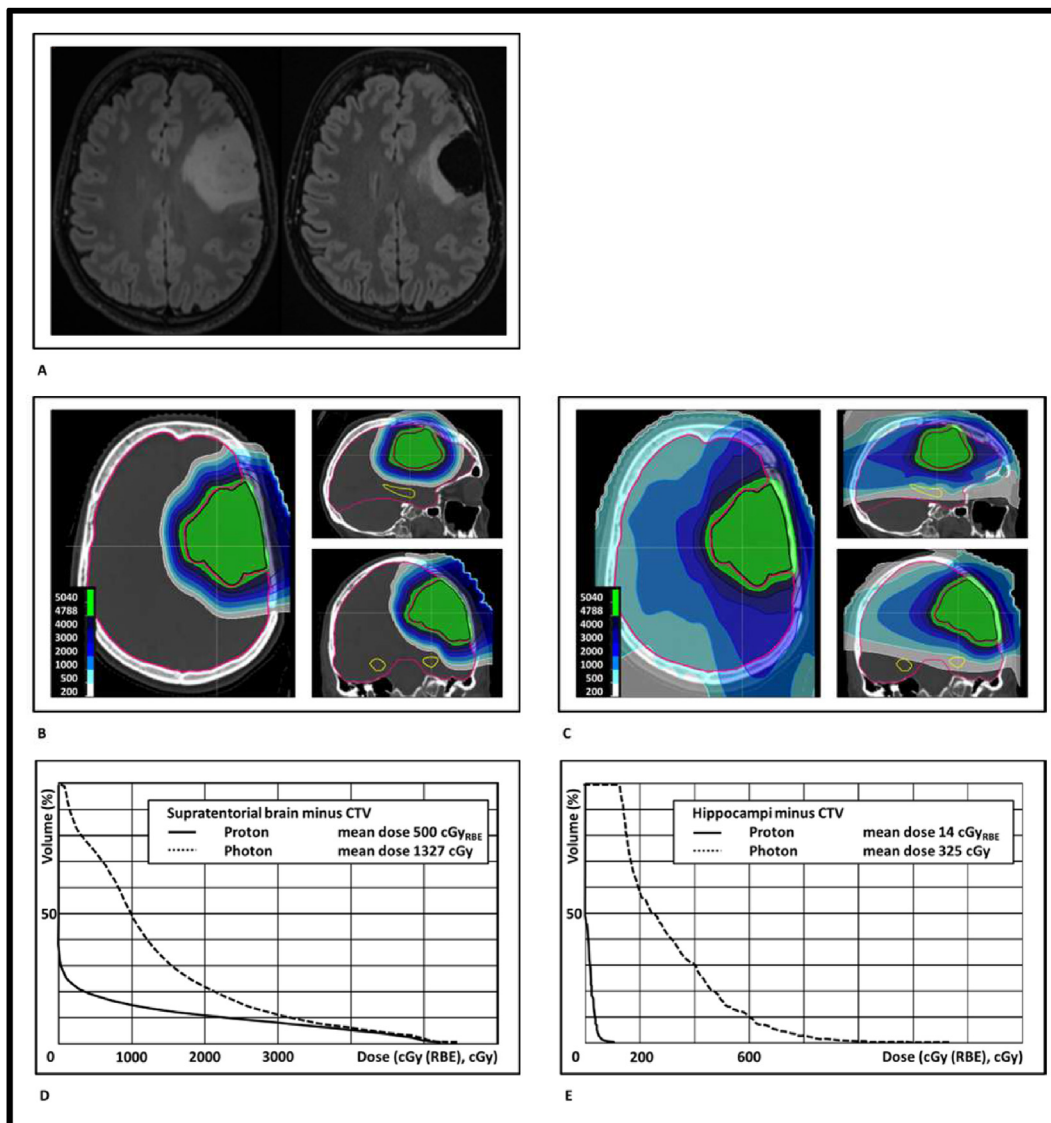 A
5040
4788
4000
3000
2000
1000
500
200
B
5040
4788
4000
3000
2000
1000
500
200
C
Volume (%)
50
Supratentorial brain minus CTV
Proton mean dose 500 cGyRBE
Photon mean dose 1327 cGy
0 1000 2000 3000 Dose (cGy (RBE), cGy)
D
Volume (%)
50
Hippocampi minus CTV
Proton mean dose 14 cGyRBE
Photon mean dose 325 cGy
0 200 600 Dose (cGy (RBE), cGy)
E